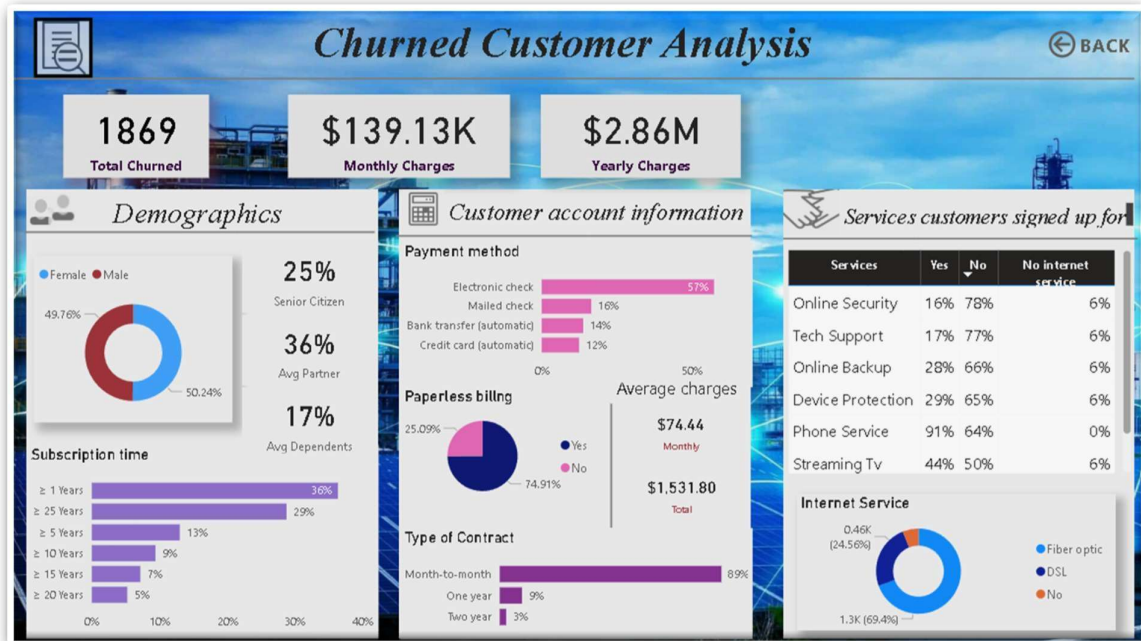 Churned Customer Analysis
BACK
1869
Total Churned
$139.13K
Monthly Charges
$2.86M
Yearly Charges
Demographics
Female Male
49.76%
50.24%
25%
Senior Citizen
36%
Avg Partner
17%
Avg Dependents
Subscription time
≥ 1 Years 36%
≥ 25 Years 29%
≥ 5 Years 13%
≥ 10 Years 9%
≥ 15 Years 7%
≥ 20 Years 5%
0% 10% 20% 30% 40%
Customer account information
Payment method
Electronic check 57%
Mailed check 16%
Bank transfer (automatic) 14%
Credit card (automatic) 12%
0% 50%
Paperless billng
25.09%
74.91%
Yes
No
Average charges
$74.44
Monthly
$1,531.80
Total
Type of Contract
Month-to-month 89%
One year 9%
Two year 3%
Services customers signed up for
Services Yes No No internet service
Online Security 16% 78% 6%
Tech Support 17% 77% 6%
Online Backup 28% 66% 6%
Device Protection 29% 65% 6%
Phone Service 91% 64% 0%
Streaming Tv 44% 50% 6%
Internet Service
0.46K
(24.56%)
1.3K (69.4%)
Fiber optic
DSL
No